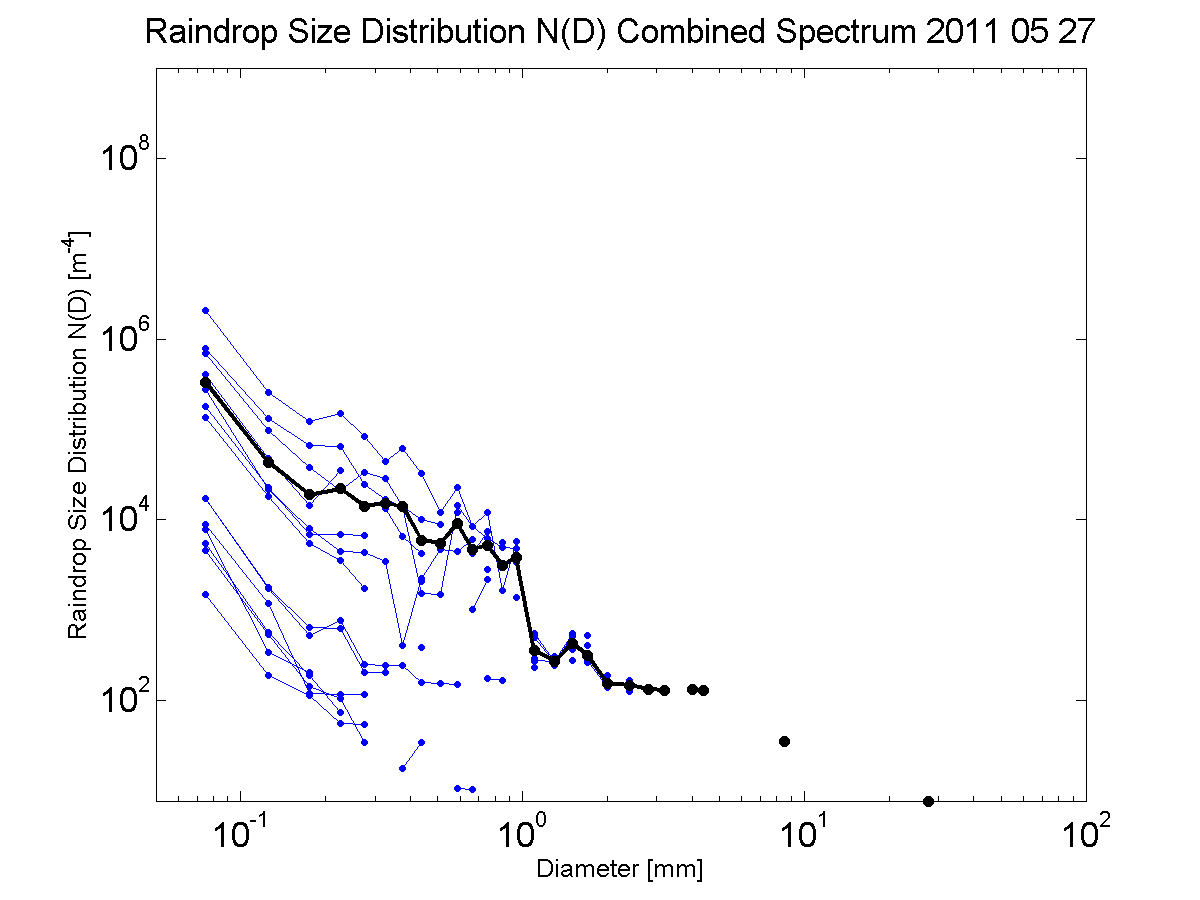 Raindrop Size Distribution N(D) Combined Spectrum 2011 05 27
10^8
10^6
10^4
10^2
Raindrop Size Distribution N(D) [m^-4]
10^-1
10^0
10^1
10^2
Diameter [mm]